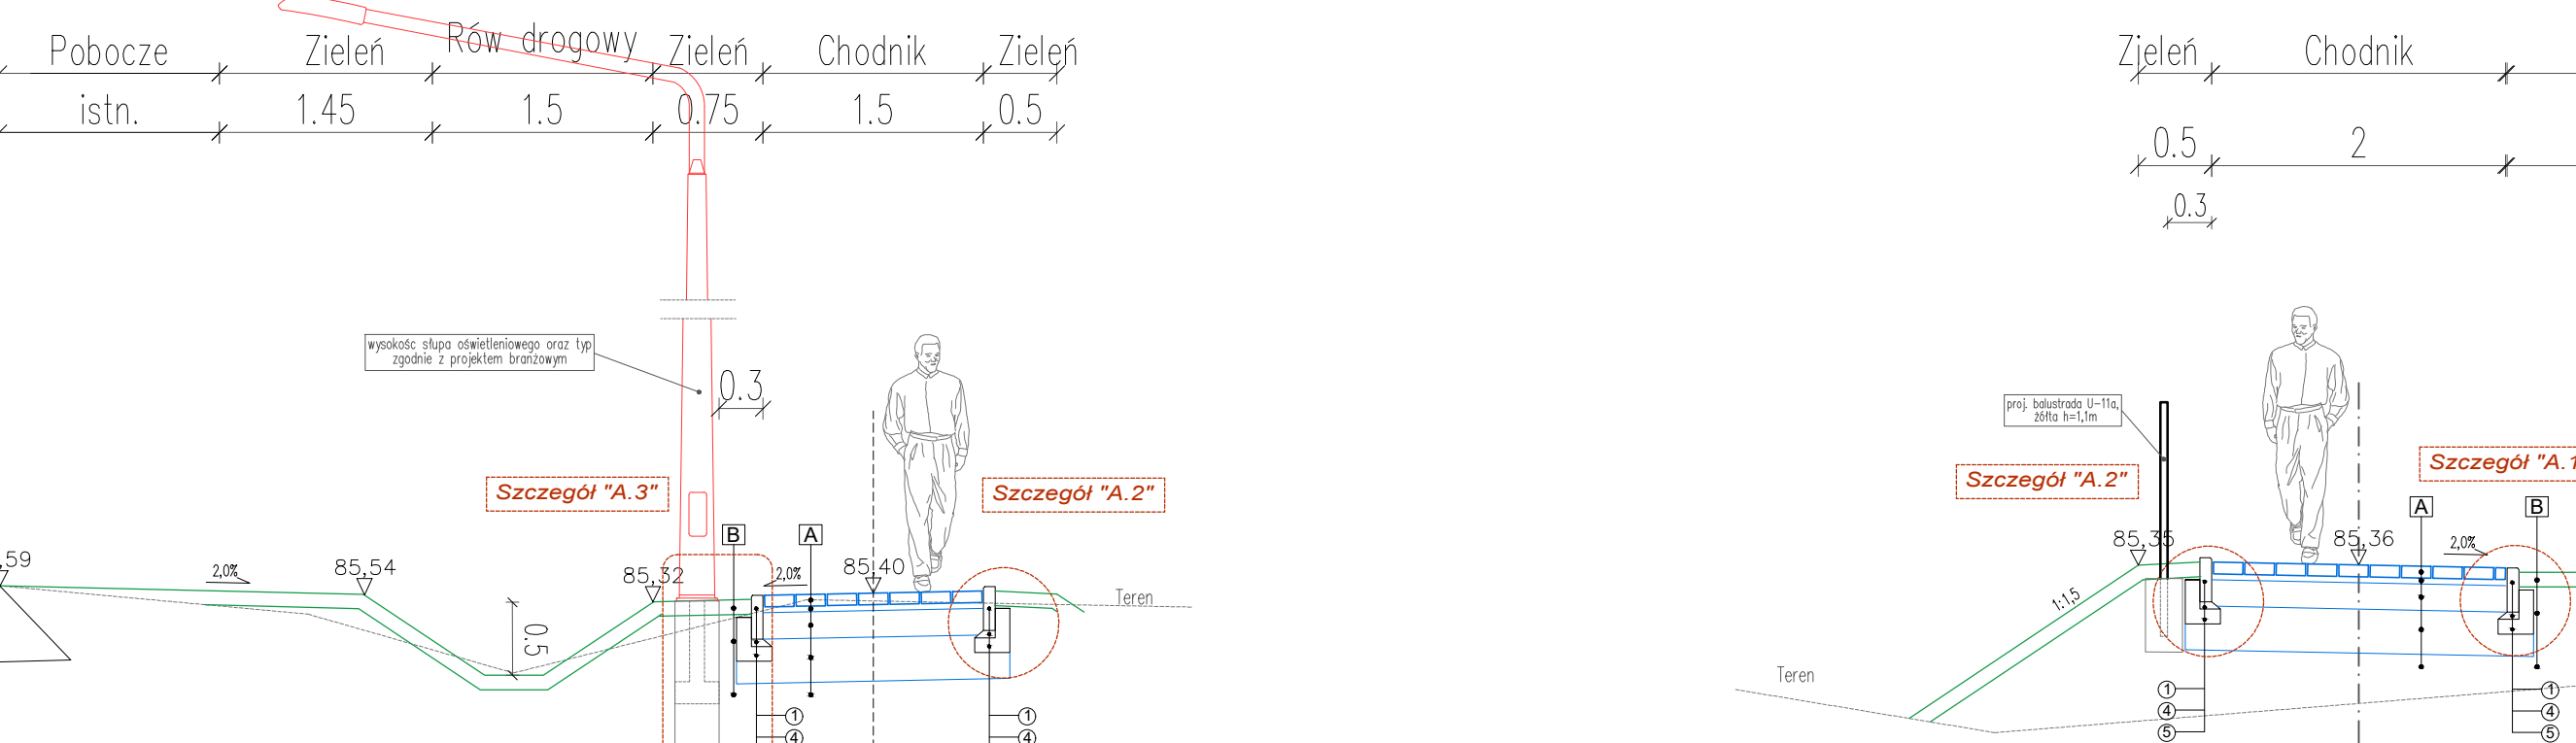 Pobocze Zieleń Rów drogowy Zieleń Chodnik Zieleń
istn. 1.45 1.5 0.75 1.5 0.5
wysokośc słupa oświetleniowego oraz typ
zgodnie z projektem branżowym
0.3
Szczegół "A.3"
Szczegół "A.2"
B A
,59
2,0%
85,54
85,32
2,0%
85,40
Teren
0.5
1
4
1
4
Zieleń Chodnik
0.5 2
0.3
proj. balustrada U-11a,
żółta h=1,1m
Szczegół "A.2"
Szczegół "A.1
A B
85,35
85,36
2,0%
1:1,5
Teren
1
4
5
1
4
5